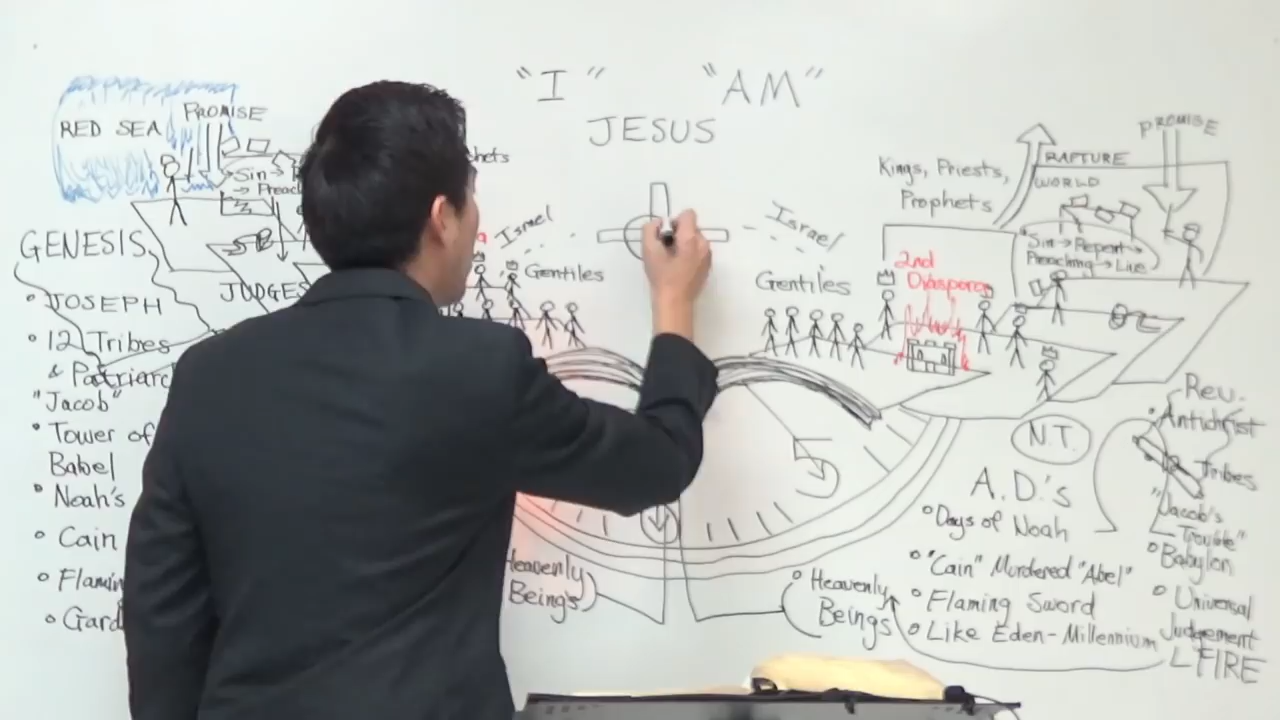 "I" "AM"
JESUS
RED SEA
PROMISE
Sin →
→ Preach
GENESIS
• JOSEPH
• 12 Tribes
& Patriarc
"Jacob"
• Tower of
Babel
• Noah's
• Cain
• Flamin
• Gard
JUDGES
Israel
Gentiles
Israel
Gentiles
Kings, Priests,
Prophets
RAPTURE
WORLD
PROMISE
Sin → Repent →
Preaching → Live
2nd
Diaspora
N.T.
A.D.'s
• Days of Noah
• "Cain" Murdered "Abel"
• Flaming Sword
• Like Eden - Millennium
Rev.
• Antichrist
Tribes
"Jacob's
Trouble"
• Babylon
• Universal
Judgement
FIRE
Heavenly
Beings
• Heavenly
Beings